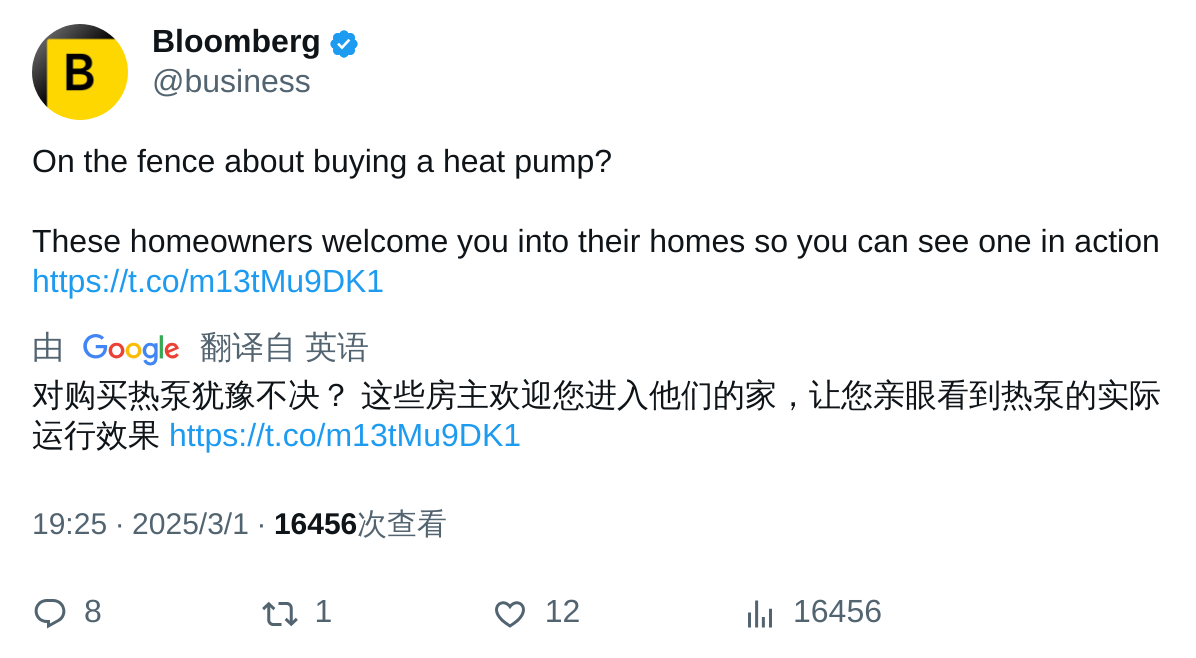 B
Bloomberg
@business
On the fence about buying a heat pump?
These homeowners welcome you into their homes so you can see one in action
https://t.co/m13tMu9DK1
由 Google 翻译自 英语
对购买热泵犹豫不决？ 这些房主欢迎您进入他们的家，让您亲眼看到热泵的实际
运行效果 https://t.co/m13tMu9DK1
19:25 · 2025/3/1 · 16456次查看
8 1 12 16456